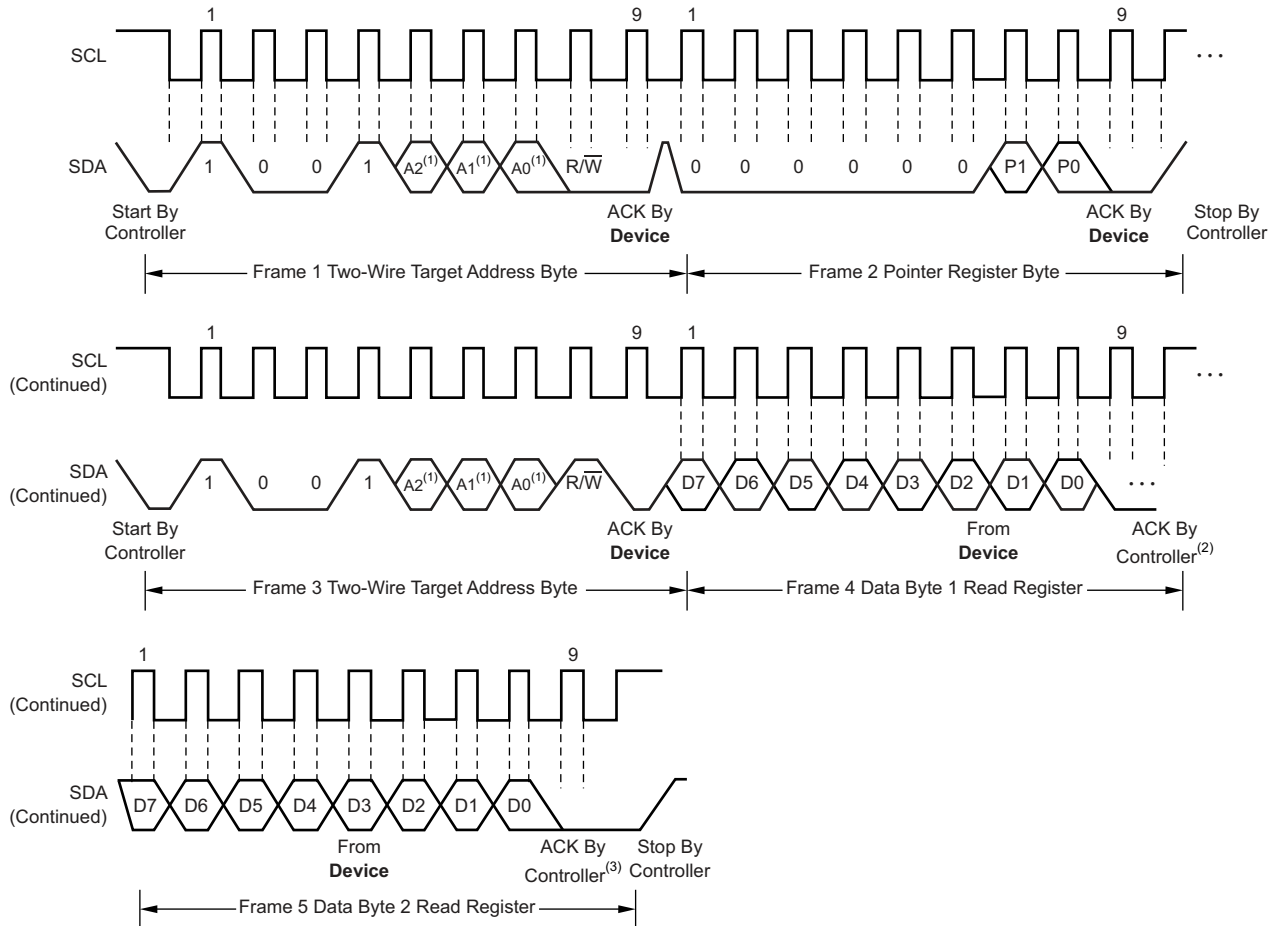 1 9 1 9
SCL ···
SDA 1 0 0 1 A2(1) A1(1) A0(1) R/W̅ 0 0 0 0 0 0 P1 P0
Start By Controller ACK By Device ACK By Device Stop By Controller
Frame 1 Two-Wire Target Address Byte Frame 2 Pointer Register Byte
1 9 1 9
SCL (Continued) ···
SDA (Continued) 1 0 0 1 A2(1) A1(1) A0(1) R/W̅ D7 D6 D5 D4 D3 D2 D1 D0 ···
Start By Controller ACK By Device From Device ACK By Controller(2)
Frame 3 Two-Wire Target Address Byte Frame 4 Data Byte 1 Read Register
1 9
SCL (Continued)
SDA (Continued) D7 D6 D5 D4 D3 D2 D1 D0
From Device ACK By Controller(3) Stop By Controller
Frame 5 Data Byte 2 Read Register